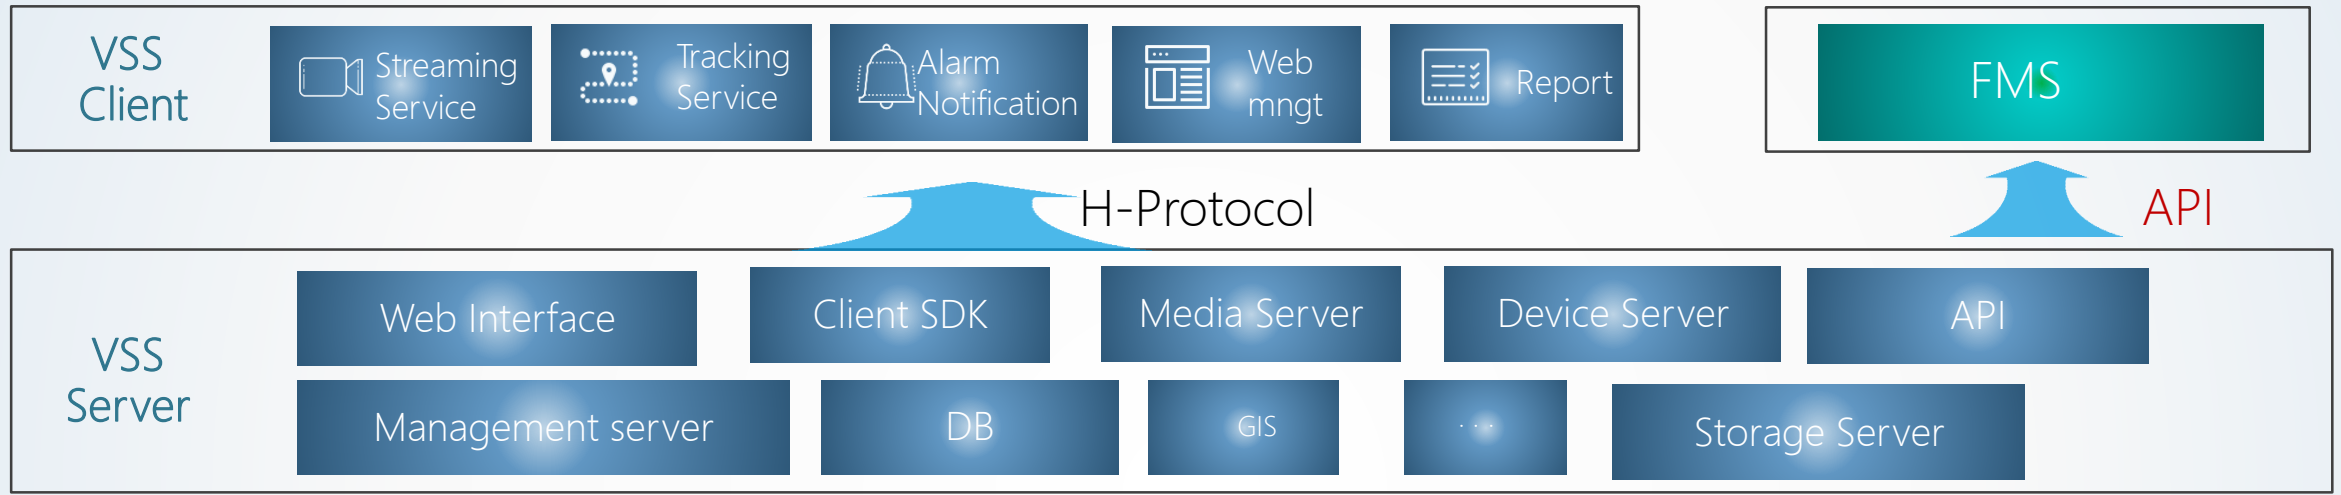 VSS
Client
Streaming
Service
Tracking
Service
Alarm
Notification
Web
mngt
Report
FMS
H-Protocol
API
VSS
Server
Web Interface
Client SDK
Media Server
Device Server
API
Management server
DB
GIS
...
Storage Server